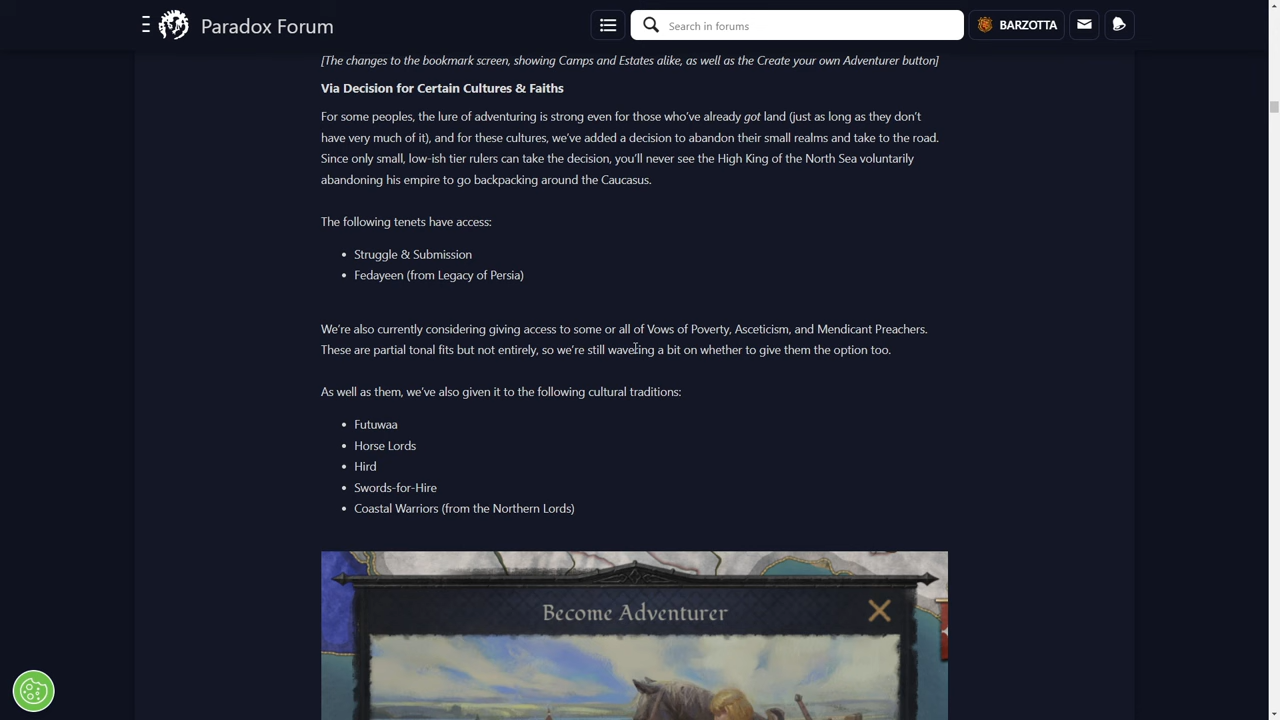 Paradox Forum
Search in forums
BARZOTTA
[The changes to the bookmark screen, showing Camps and Estates alike, as well as the Create your own Adventurer button]
Via Decision for Certain Cultures & Faiths
For some peoples, the lure of adventuring is strong even for those who’ve already got land (just as long as they don’t
have very much of it), and for these cultures, we’ve added a decision to abandon their small realms and take to the road.
Since only small, low-ish tier rulers can take the decision, you’ll never see the High King of the North Sea voluntarily
abandoning his empire to go backpacking around the Caucasus.
The following tenets have access:
• Struggle & Submission
• Fedayeen (from Legacy of Persia)
We’re also currently considering giving access to some or all of Vows of Poverty, Asceticism, and Mendicant Preachers.
These are partial tonal fits but not entirely, so we’re still wavering a bit on whether to give them the option too.
As well as them, we’ve also given it to the following cultural traditions:
• Futuwaa
• Horse Lords
• Hird
• Swords-for-Hire
• Coastal Warriors (from the Northern Lords)
Become Adventurer